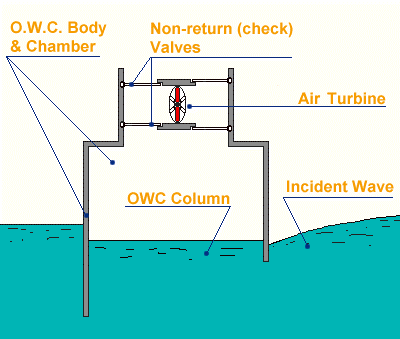 O.W.C. Body
& Chamber
Non-return (check)
Valves
Air Turbine
OWC Column
Incident Wave